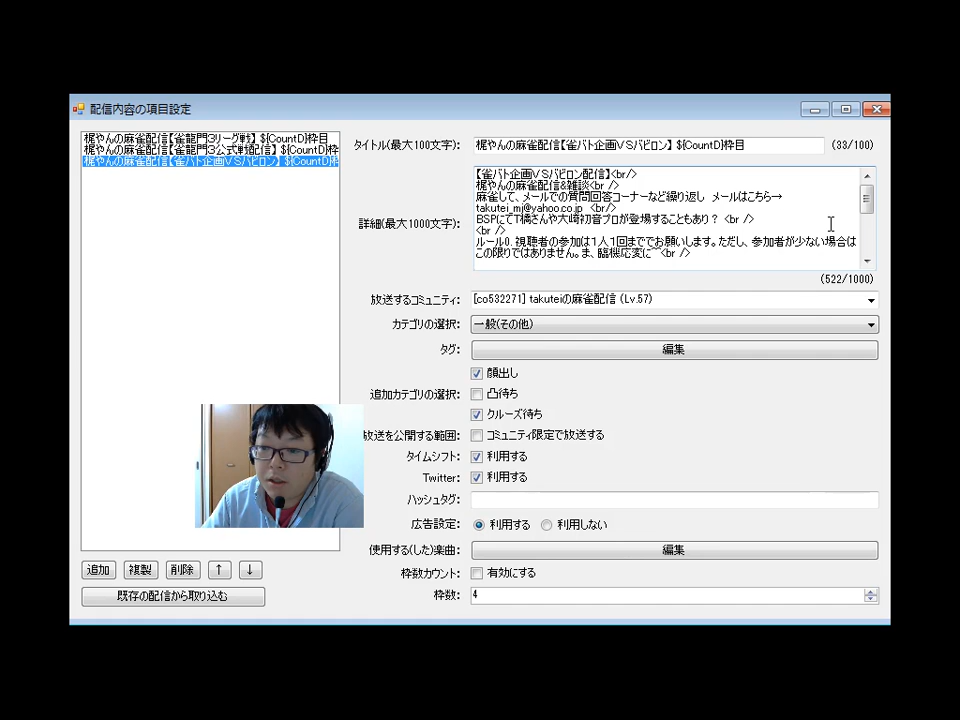 配信内容の項目設定
梶やんの麻雀配信【雀龍門3リーグ戦】 ${CountD}枠目
梶やんの麻雀配信【雀龍門3公式戦配信】 ${CountD}枠
梶やんの麻雀配信【雀バト企画VSバビロン】 ${CountD}枠
タイトル(最大100文字):
梶やんの麻雀配信【雀バト企画VSバビロン】 ${CountD}枠目
(33/100)
詳細(最大1000文字):
【雀バト企画VSバビロン配信】<br/>
梶やんの麻雀配信&雑談<br />
麻雀して、メールでの質問回答コーナーなど繰り返し　メールはこちら→
takutei_mj@yahoo.co.jp <br/>
BSPにてT橘さんや大崎初音プロが登場することもあり？ <br />
<br />
ルール0. 視聴者の参加は１人１回まででお願いします。ただし、参加者が少ない場合は
この限りではありません。ま、臨機応変に~~<br />
(522/1000)
放送するコミュニティ:
[co532271] takuteiの麻雀配信 (Lv.57)
カテゴリの選択:
一般(その他)
タグ:
編集
追加カテゴリの選択:
顔出し
凸待ち
クルーズ待ち
放送を公開する範囲:
コミュニティ限定で放送する
タイムシフト:
利用する
Twitter:
利用する
ハッシュタグ:
広告設定:
利用する
利用しない
使用する(した)楽曲:
編集
枠数カウント:
有効にする
枠数:
4
追加
複製
削除
↑
↓
既存の配信から取り込む